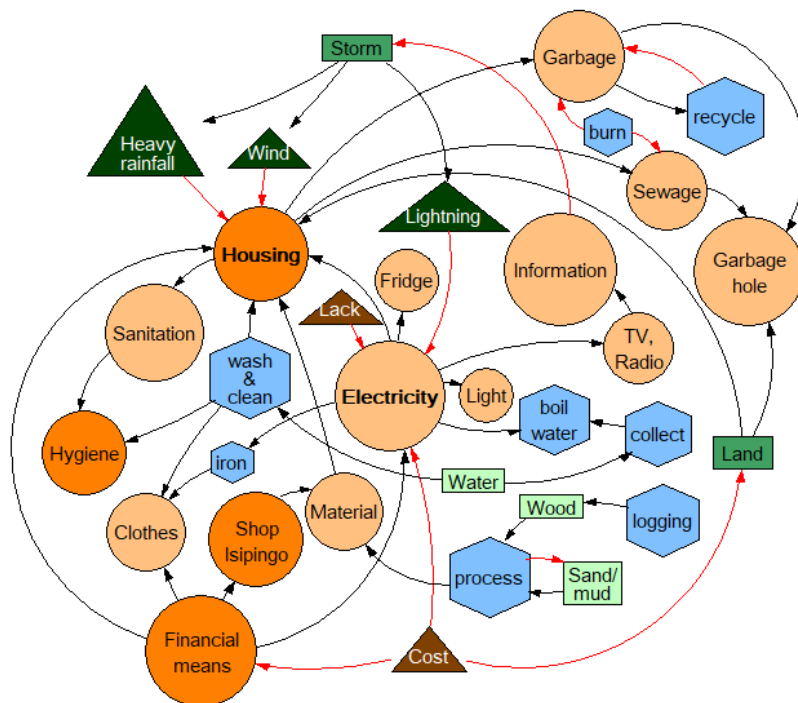 Storm
Garbage
recycle
burn
Heavy
rainfall
Wind
Sewage
Lightning
Housing
Fridge
Information
Garbage
hole
Lack
Sanitation
TV,
Radio
wash
&
clean
Electricity
Light
boil
water
collect
Hygiene
iron
Land
Water
Clothes
Shop
Isipingo
Material
Wood
logging
process
Sand/
mud
Financial
means
Cost